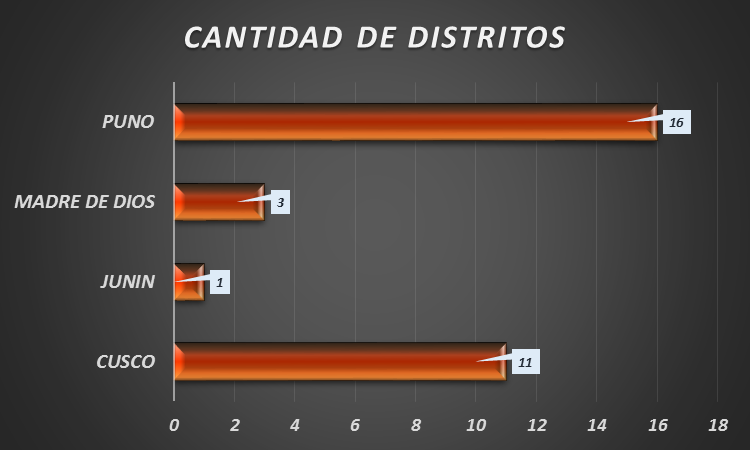 CANTIDAD DE DISTRITOS
PUNO
16
MADRE DE DIOS
3
JUNIN
1
CUSCO
11
0 2 4 6 8 10 12 14 16 18